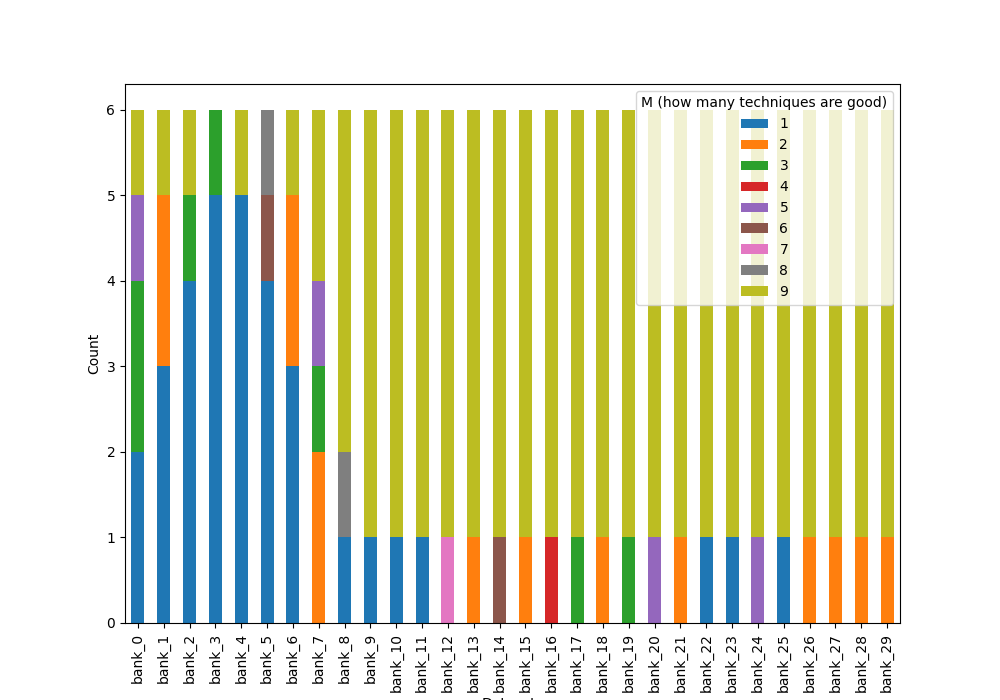 M (how many techniques are good)
1
2
3
4
5
6
7
8
9
Count
6
5
4
3
2
1
0
bank_0
bank_1
bank_2
bank_3
bank_4
bank_5
bank_6
bank_7
bank_8
bank_9
bank_10
bank_11
bank_12
bank_13
bank_14
bank_15
bank_16
bank_17
bank_18
bank_19
bank_20
bank_21
bank_22
bank_23
bank_24
bank_25
bank_26
bank_27
bank_28
bank_29